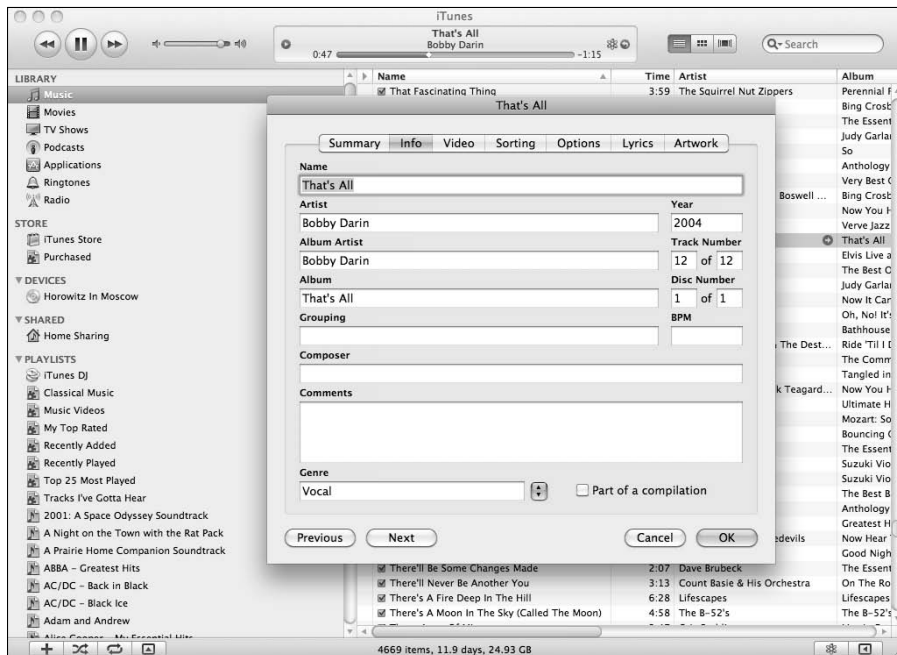 iTunes
That's All
Bobby Darin
0:47
-1:15
Search
LIBRARY
Music
Movies
TV Shows
Podcasts
Applications
Ringtones
Radio
STORE
iTunes Store
Purchased
DEVICES
Horowitz In Moscow
SHARED
Home Sharing
PLAYLISTS
iTunes DJ
Classical Music
Music Videos
My Top Rated
Recently Added
Recently Played
Top 25 Most Played
Tracks I've Gotta Hear
2001: A Space Odyssey Soundtrack
A Night on the Town with the Rat Pack
A Prairie Home Companion Soundtrack
ABBA – Greatest Hits
AC/DC – Back in Black
AC/DC – Black Ice
Adam and Andrew
Alice Cooper – My Essential Hits
Name Time Artist Album
That Fascinating Thing 3:59 The Squirrel Nut Zippers Perennial F
That's All
Summary Info Video Sorting Options Lyrics Artwork
Name
That's All
Artist Year
Bobby Darin 2004
Album Artist Track Number
Bobby Darin 12 of 12
Album Disc Number
That's All 1 of 1
Grouping BPM
Composer
Comments
Genre
Vocal Part of a compilation
Previous Next Cancel OK
Bing Crosb
The Essent
Judy Garla
So
Anthology
Very Best
Boswell ... Bing Crosb
Now You H
Verve Jazz
That's All
Elvis Live a
The Best O
Judy Garla
Now It Car
Oh, No! It's
Bathhouse
The Dest... Ride 'Til I
The Comm
Tangled in
k Teagard... Now You H
Ultimate H
Mozart: So
Bouncing
The Essent
Suzuki Vio
Suzuki Vio
The Best B
Anthology
Greatest H
edevils Now Hear
Good Nigh
There'll Be Some Changes Made 2:07 Dave Brubeck The Essent
There'll Never Be Another You 3:13 Count Basie & His Orchestra On The Ro
There's A Fire Deep In The Hill 6:28 Lifescapes Lifescapes
There's A Moon In The Sky (Called The Moon) 4:58 The B-52's The B-52's
4669 items, 11.9 days, 24.93 GB